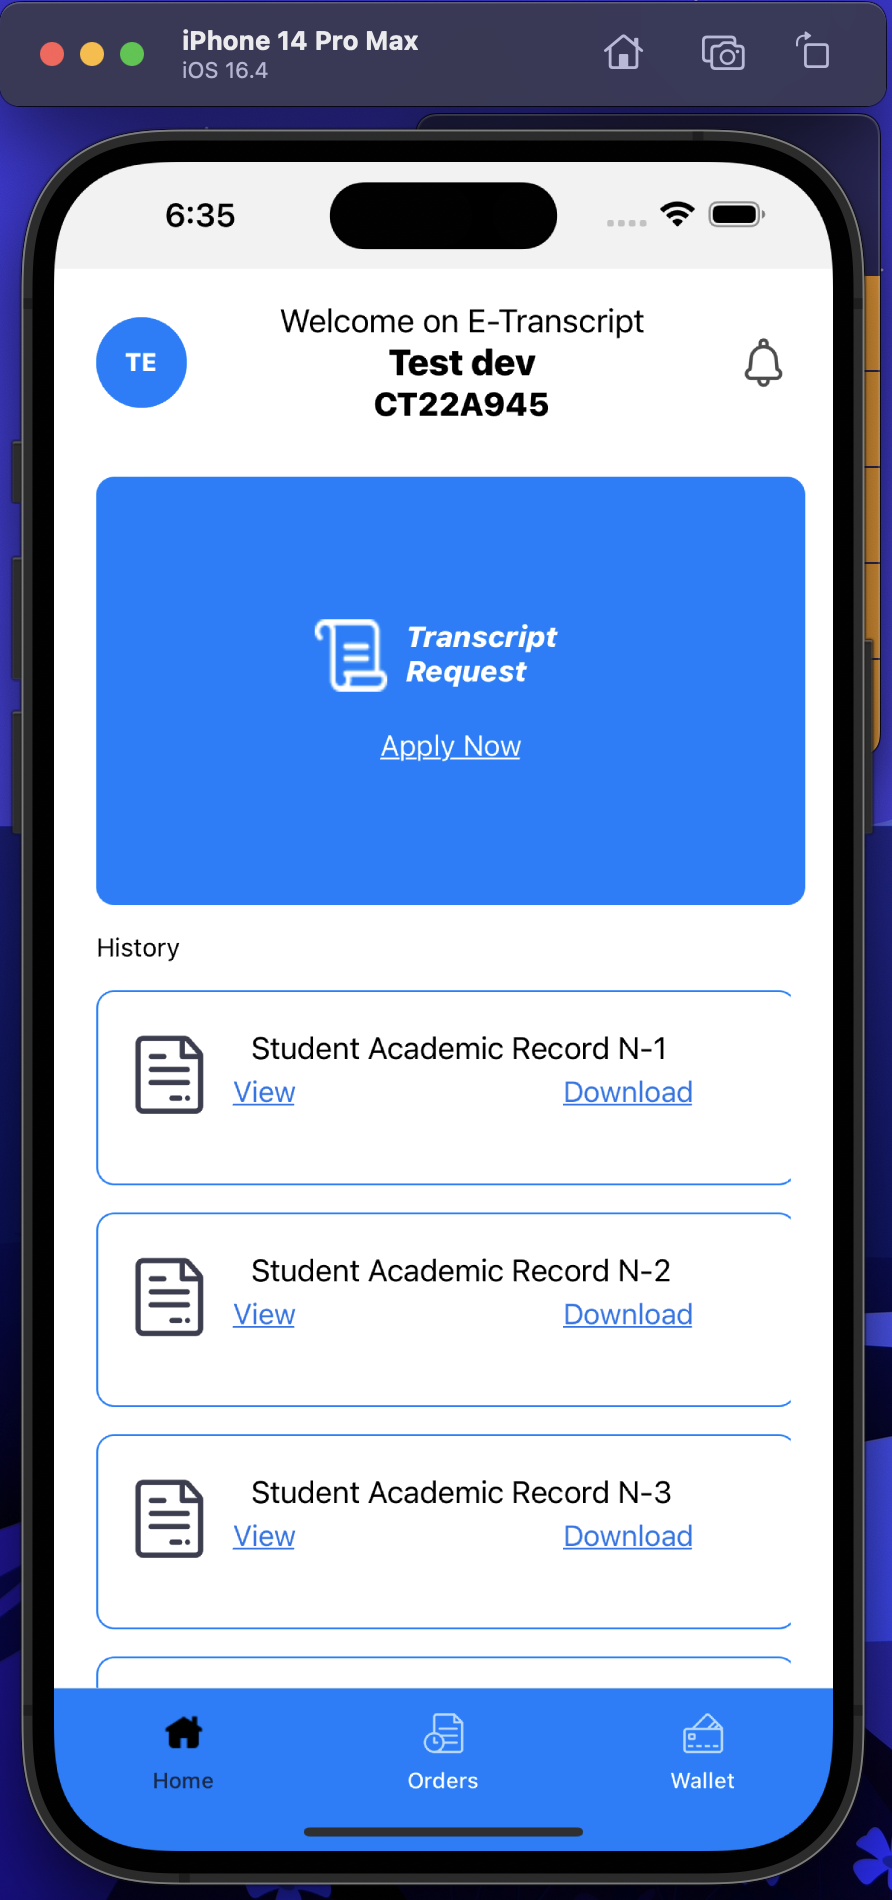 iPhone 14 Pro Max
iOS 16.4
6:35
TE
Welcome on E-Transcript
Test dev
CT22A945
Transcript
Request
Apply Now
History
Student Academic Record N-1
View Download
Student Academic Record N-2
View Download
Student Academic Record N-3
View Download
Home Orders Wallet